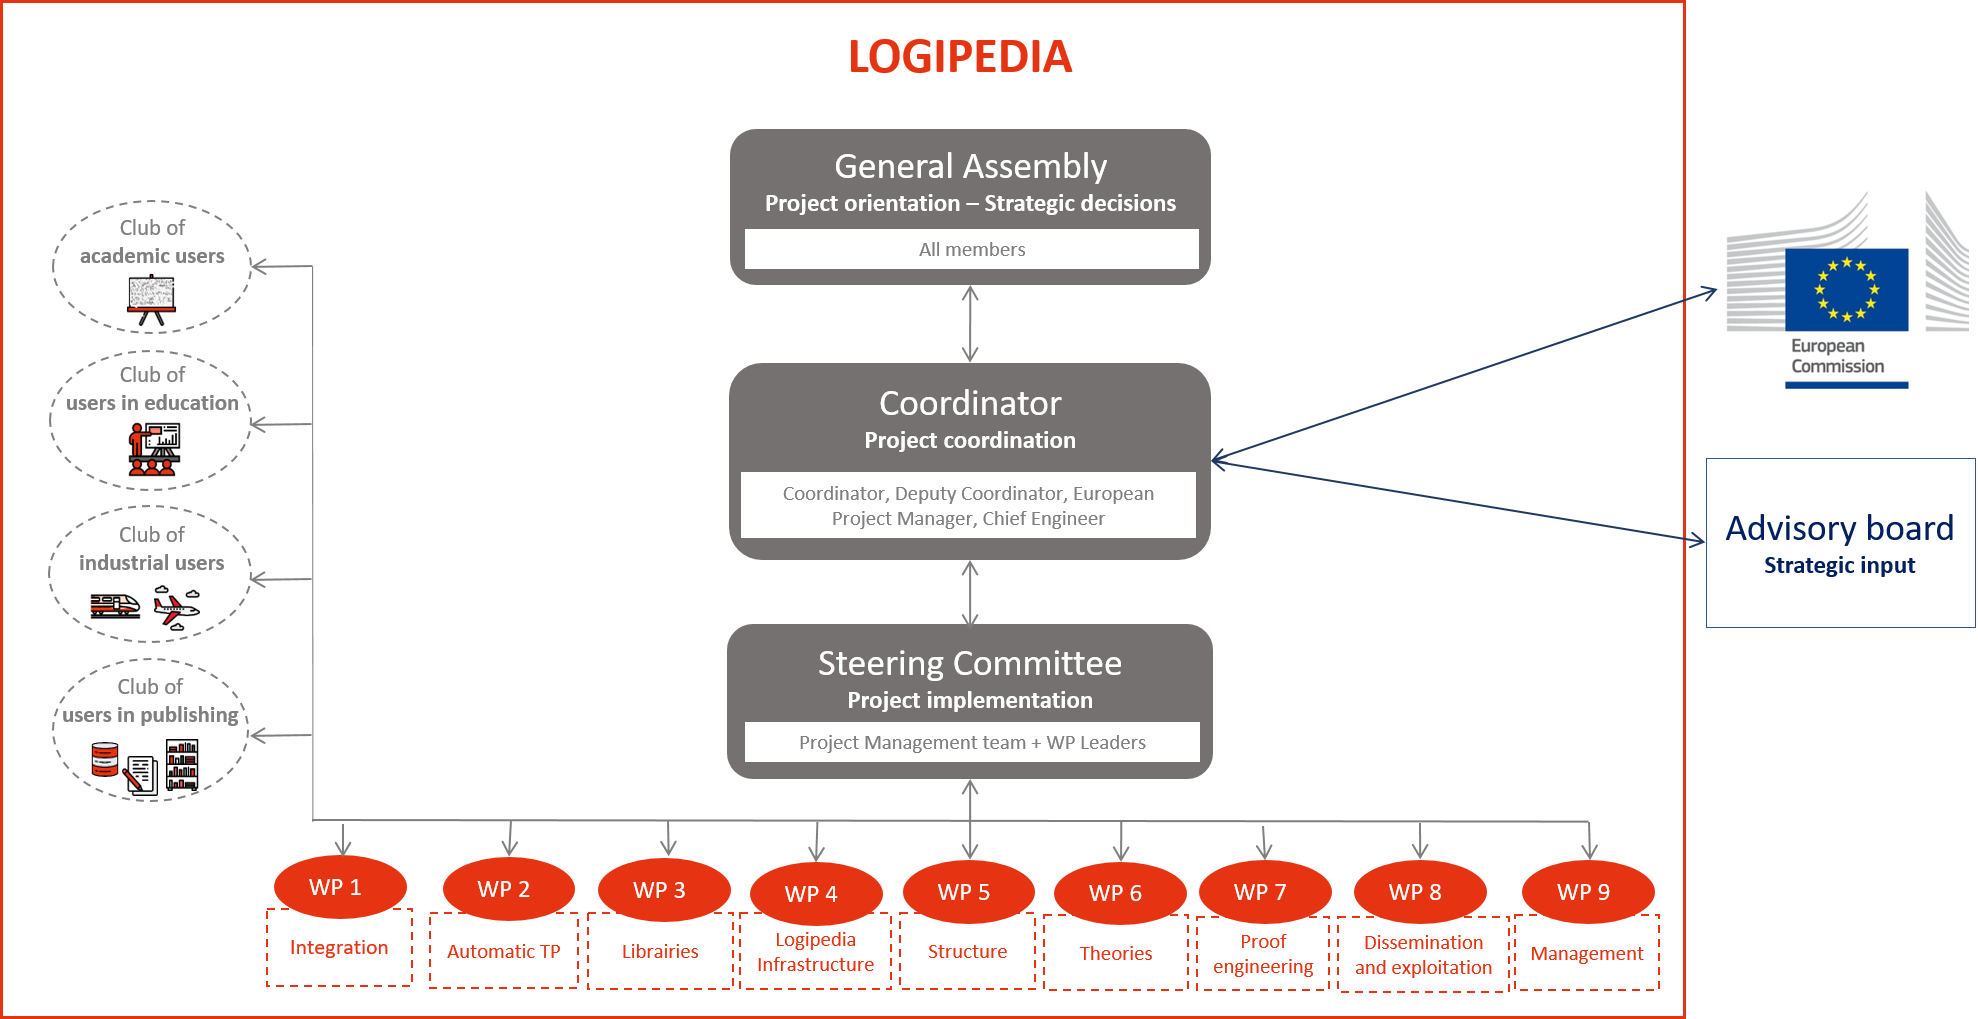 LOGIPEDIA
General Assembly
Project orientation – Strategic decisions
All members
Club of
academic users
Club of
users in education
Club of
industrial users
Club of
users in publishing
Coordinator
Project coordination
Coordinator, Deputy Coordinator, European
Project Manager, Chief Engineer
Steering Committee
Project implementation
Project Management team + WP Leaders
European
Commission
Advisory board
Strategic input
WP 1
Integration
WP 2
Automatic TP
WP 3
Librairies
WP 4
Logipedia
Infrastructure
WP 5
Structure
WP 6
Theories
WP 7
Proof
engineering
WP 8
Dissemination
and exploitation
WP 9
Management